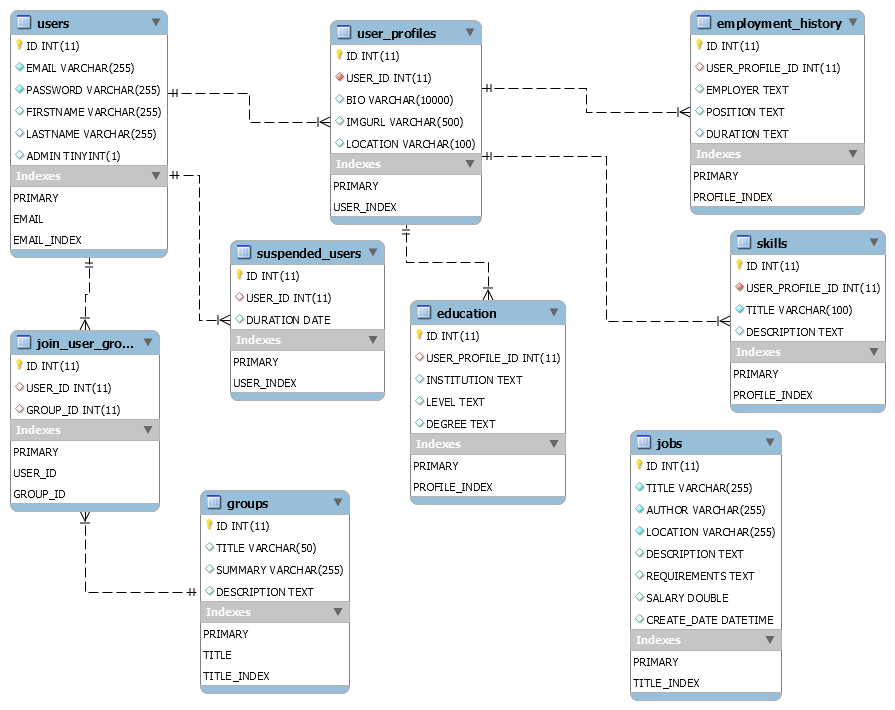 users
ID INT(11)
EMAIL VARCHAR(255)
PASSWORD VARCHAR(255)
FIRSTNAME VARCHAR(255)
LASTNAME VARCHAR(255)
ADMIN TINYINT(1)
Indexes
PRIMARY
EMAIL
EMAIL_INDEX
user_profiles
ID INT(11)
USER_ID INT(11)
BIO VARCHAR(10000)
IMGURL VARCHAR(500)
LOCATION VARCHAR(100)
Indexes
PRIMARY
USER_INDEX
employment_history
ID INT(11)
USER_PROFILE_ID INT(11)
EMPLOYER TEXT
POSITION TEXT
DURATION TEXT
Indexes
PRIMARY
PROFILE_INDEX
suspended_users
ID INT(11)
USER_ID INT(11)
DURATION DATE
Indexes
PRIMARY
USER_INDEX
skills
ID INT(11)
USER_PROFILE_ID INT(11)
TITLE VARCHAR(100)
DESCRIPTION TEXT
Indexes
PRIMARY
PROFILE_INDEX
education
ID INT(11)
USER_PROFILE_ID INT(11)
INSTITUTION TEXT
LEVEL TEXT
DEGREE TEXT
Indexes
PRIMARY
PROFILE_INDEX
join_user_gro...
ID INT(11)
USER_ID INT(11)
GROUP_ID INT(11)
Indexes
PRIMARY
USER_ID
GROUP_ID
groups
ID INT(11)
TITLE VARCHAR(50)
SUMMARY VARCHAR(255)
DESCRIPTION TEXT
Indexes
PRIMARY
TITLE
TITLE_INDEX
jobs
ID INT(11)
TITLE VARCHAR(255)
AUTHOR VARCHAR(255)
LOCATION VARCHAR(255)
DESCRIPTION TEXT
REQUIREMENTS TEXT
SALARY DOUBLE
CREATE_DATE DATETIME
Indexes
PRIMARY
TITLE_INDEX